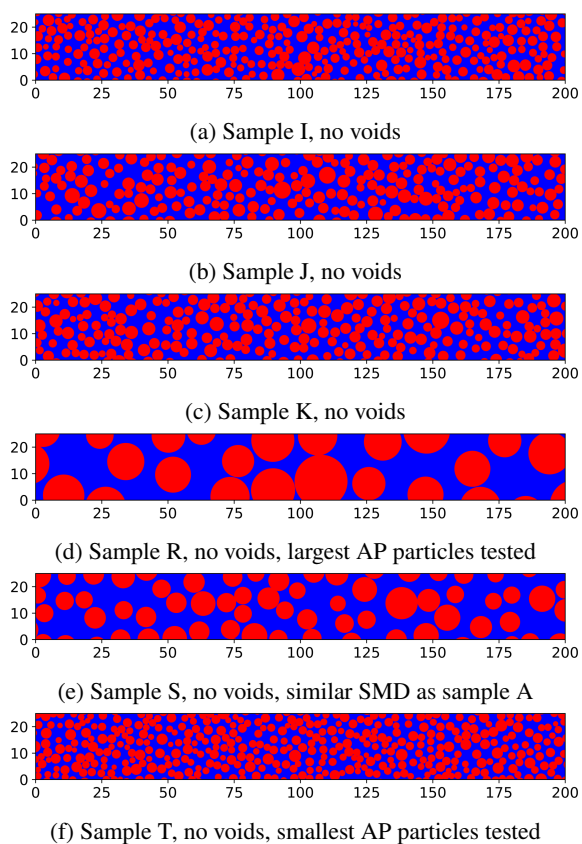 20
10
0
0 25 50 75 100 125 150 175 200
(a) Sample I, no voids
20
10
0
0 25 50 75 100 125 150 175 200
(b) Sample J, no voids
20
10
0
0 25 50 75 100 125 150 175 200
(c) Sample K, no voids
20
10
0
0 25 50 75 100 125 150 175 200
(d) Sample R, no voids, largest AP particles tested
20
10
0
0 25 50 75 100 125 150 175 200
(e) Sample S, no voids, similar SMD as sample A
20
10
0
0 25 50 75 100 125 150 175 200
(f) Sample T, no voids, smallest AP particles tested